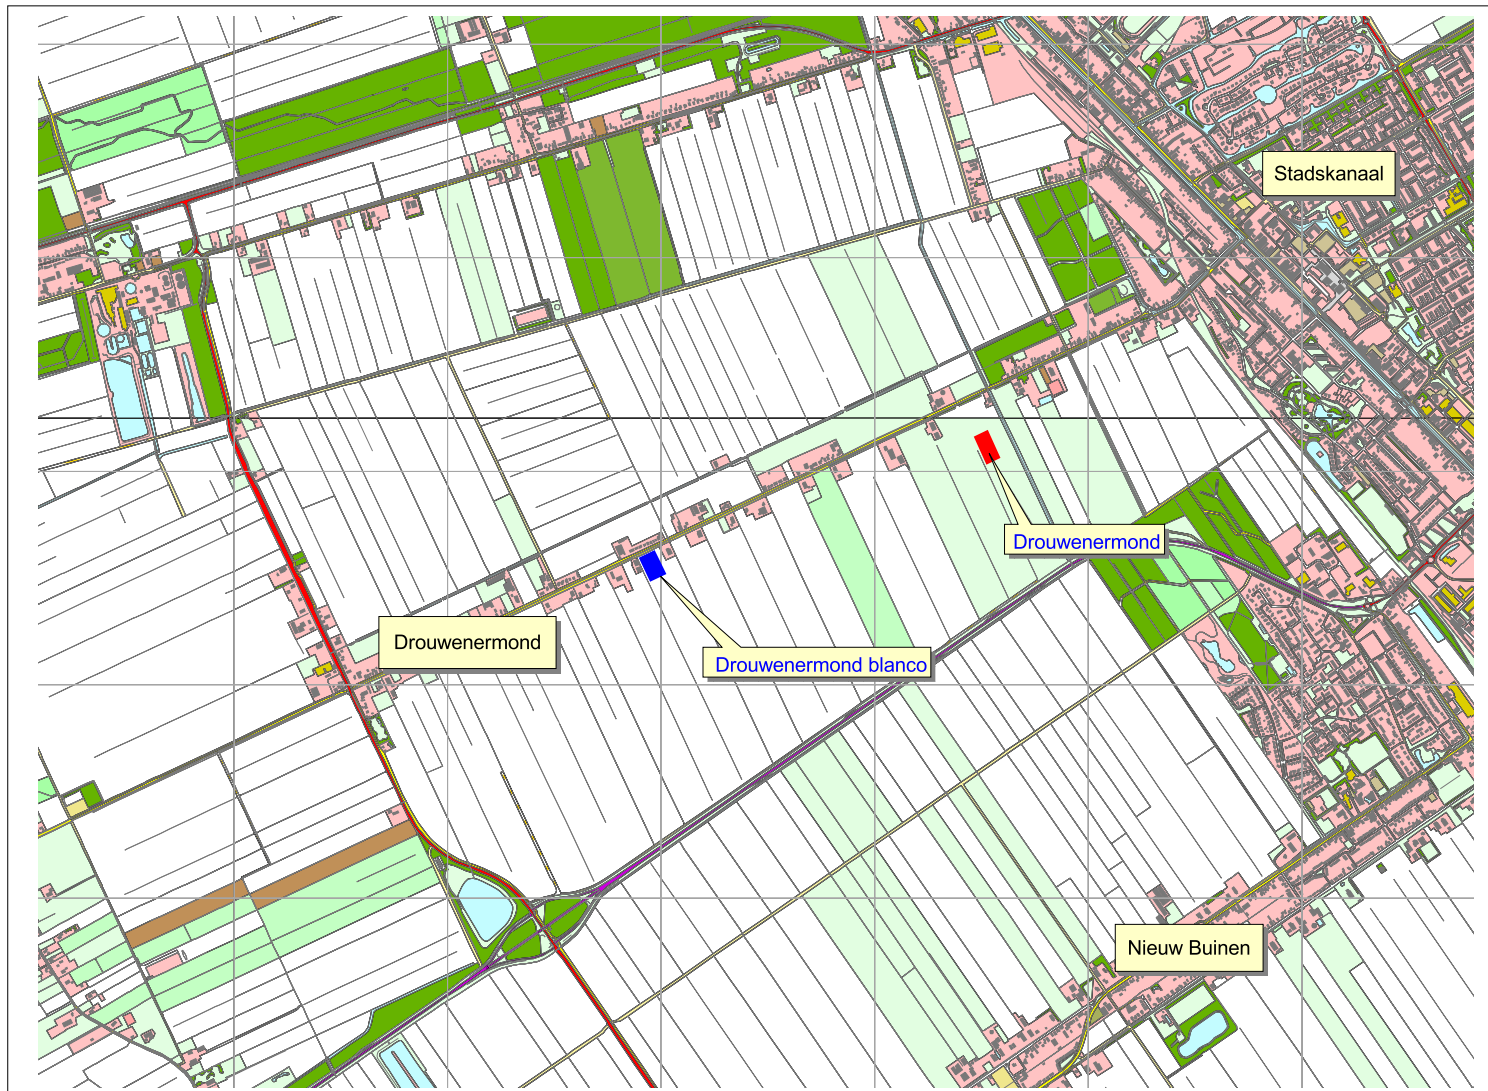 Stadskanaal
Drouwenermond
Drouwenermond
Drouwenermond blanco
Nieuw Buinen